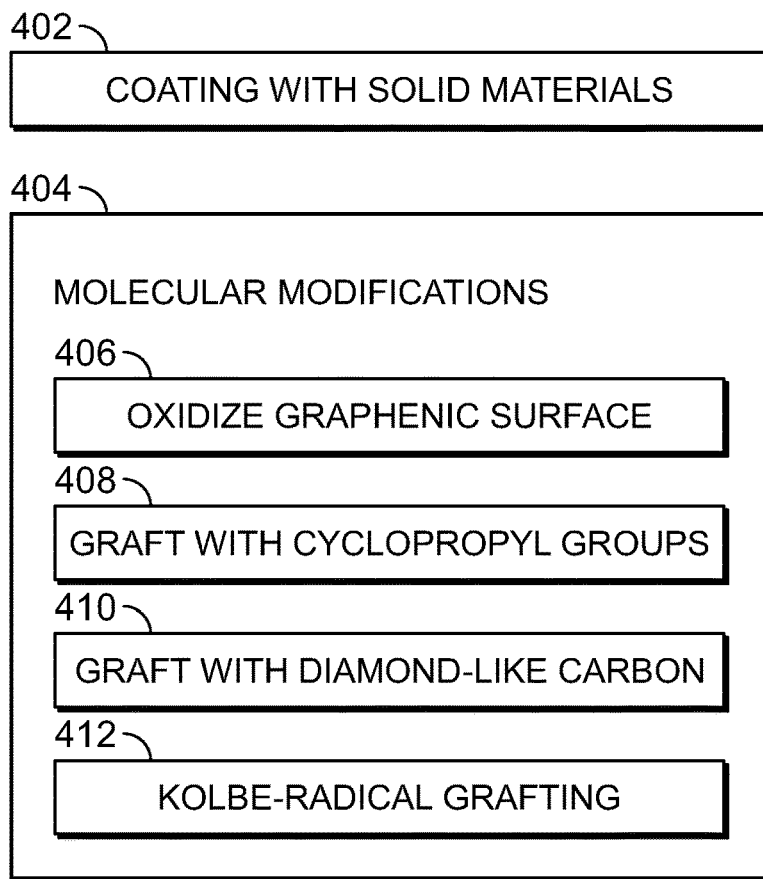 402
COATING WITH SOLID MATERIALS
404
MOLECULAR MODIFICATIONS
406
OXIDIZE GRAPHENIC SURFACE
408
GRAFT WITH CYCLOPROPYL GROUPS
410
GRAFT WITH DIAMOND-LIKE CARBON
412
KOLBE-RADICAL GRAFTING